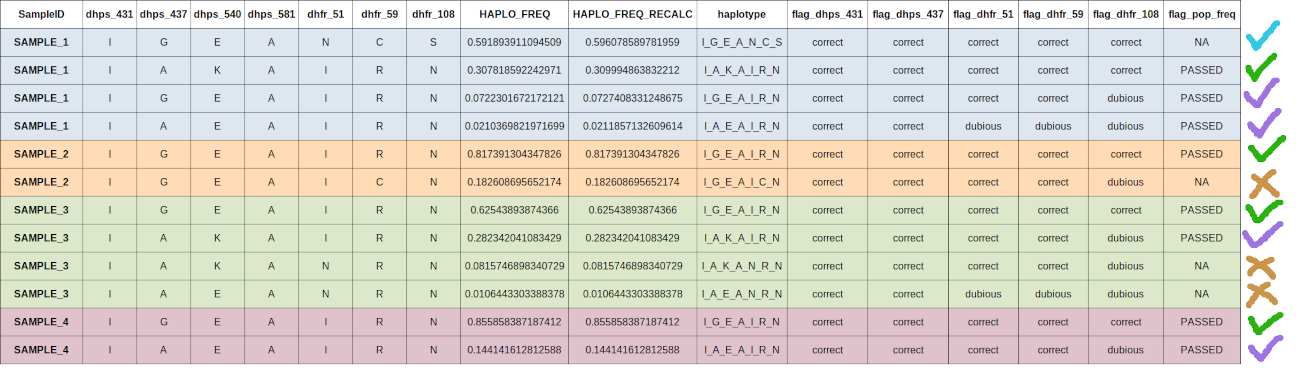 SampleID dhps_431 dhps_437 dhps_540 dhps_581 dhfr_51 dhfr_59 dhfr_108 HAPLO_FREQ HAPLO_FREQ_RECALC haplotype flag_dhps_431 flag_dhps_437 flag_dhfr_51 flag_dhfr_59 flag_dhfr_108 flag_pop_freq
SAMPLE_1 I G E A N C S 0.591893911094509 0.596078589781959 I_G_E_A_N_C_S correct correct correct correct correct NA
SAMPLE_1 I A K A I R N 0.307818592242971 0.309994863832212 I_A_K_A_I_R_N correct correct correct correct correct PASSED
SAMPLE_1 I G E A I R N 0.0722301672172121 0.0727408331248675 I_G_E_A_I_R_N correct correct correct correct dubious PASSED
SAMPLE_1 I A E A I R N 0.0210369821971699 0.0211857132609614 I_A_E_A_I_R_N correct correct dubious dubious dubious PASSED
SAMPLE_2 I G E A I R N 0.817391304347826 0.817391304347826 I_G_E_A_I_R_N correct correct correct correct correct PASSED
SAMPLE_2 I G E A I C N 0.182608695652174 0.182608695652174 I_G_E_A_I_C_N correct correct correct correct dubious NA
SAMPLE_3 I G E A I R N 0.62543893874366 0.62543893874366 I_G_E_A_I_R_N correct correct correct correct correct PASSED
SAMPLE_3 I A K A I R N 0.282342041083429 0.282342041083429 I_A_K_A_I_R_N correct correct correct correct dubious PASSED
SAMPLE_3 I A K A N R N 0.0815746898340729 0.0815746898340729 I_A_K_A_N_R_N correct correct correct correct dubious NA
SAMPLE_3 I A E A N R N 0.0106443303388378 0.0106443303388378 I_A_E_A_N_R_N correct correct dubious dubious dubious NA
SAMPLE_4 I G E A I R N 0.855858387187412 0.855858387187412 I_G_E_A_I_R_N correct correct correct correct correct PASSED
SAMPLE_4 I A E A I R N 0.144141612812588 0.144141612812588 I_A_E_A_I_R_N correct correct correct correct dubious PASSED